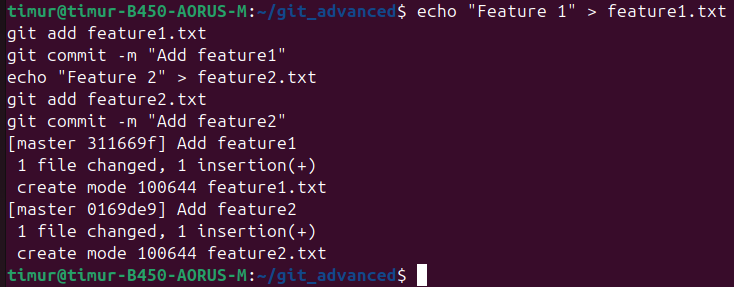 timur@timur-B450-AORUS-M:~/git_advanced$ echo "Feature 1" > feature1.txt
git add feature1.txt
git commit -m "Add feature1"
echo "Feature 2" > feature2.txt
git add feature2.txt
git commit -m "Add feature2"
[master 311669f] Add feature1
 1 file changed, 1 insertion(+)
 create mode 100644 feature1.txt
[master 0169de9] Add feature2
 1 file changed, 1 insertion(+)
 create mode 100644 feature2.txt
timur@timur-B450-AORUS-M:~/git_advanced$